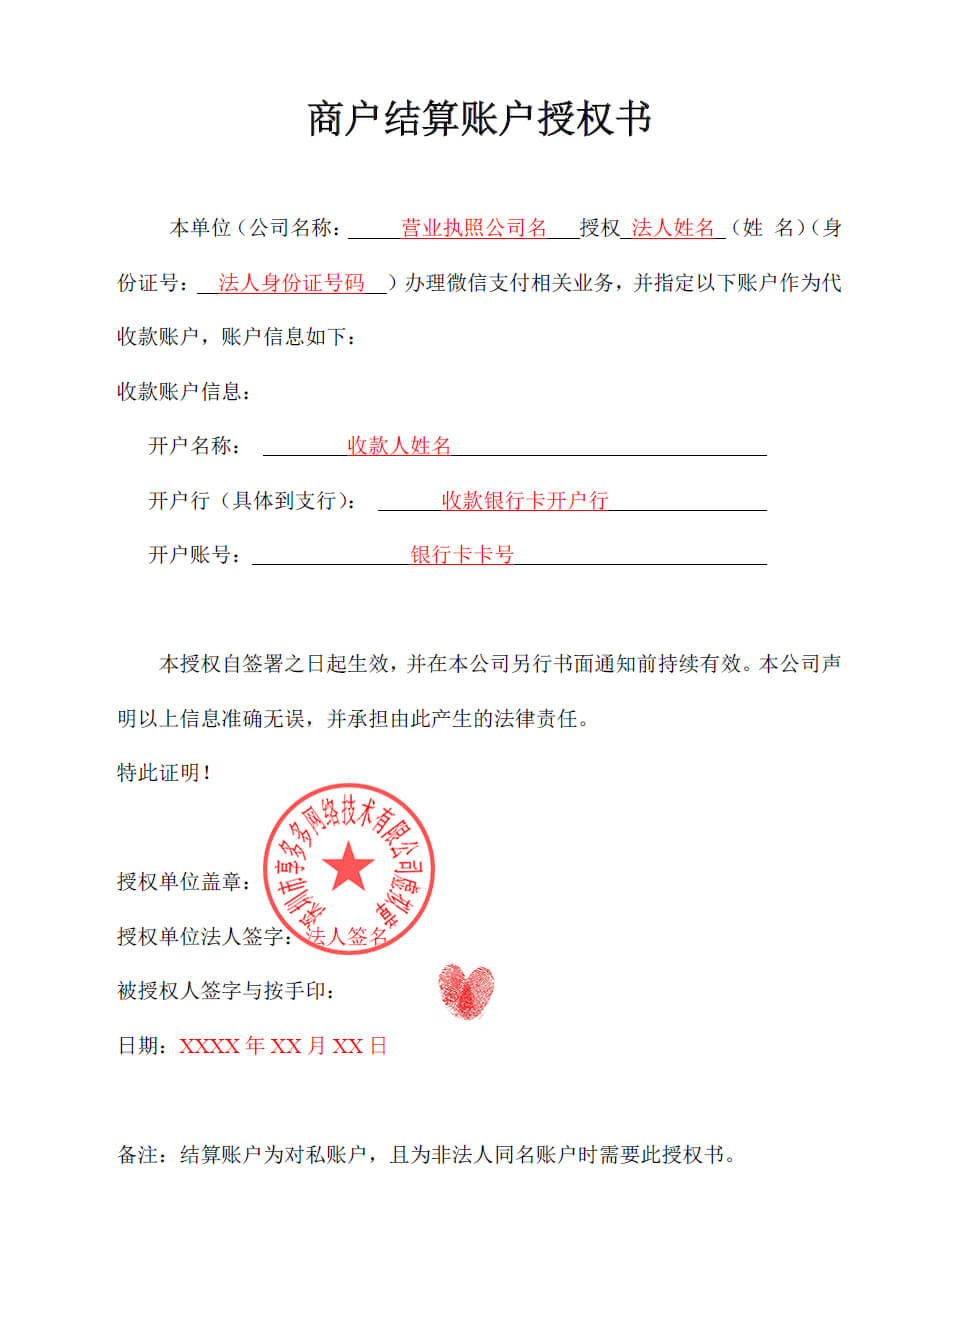 商户结算账户授权书
本单位（公司名称： 营业执照公司名 授权 法人姓名 （姓 名）（身
份证号： 法人身份证号码 ）办理微信支付相关业务，并指定以下账户作为代
收款账户，账户信息如下：
收款账户信息：
开户名称： 收款人姓名
开户行（具体到支行）： 收款银行卡开户行
开户账号： 银行卡卡号
本授权自签署之日起生效，并在本公司另行书面通知前持续有效。本公司声
明以上信息准确无误，并承担由此产生的法律责任。
特此证明！
深圳市享多多网络技术有限公司虚拟章
授权单位盖章：
授权单位法人签字：法人签名
被授权人签字与按手印：
日期：XXXX 年 XX 月 XX 日
备注：结算账户为对私账户，且为非法人同名账户时需要此授权书。